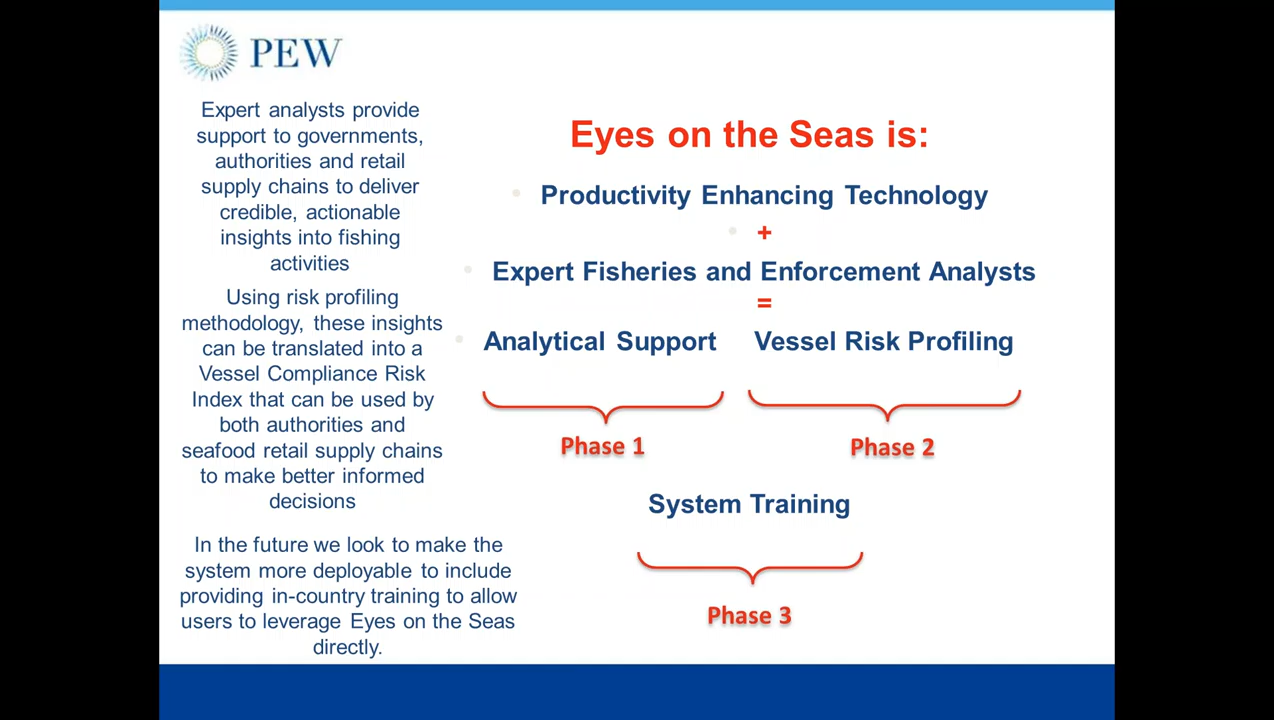 PEW
Expert analysts provide
support to governments,
authorities and retail
supply chains to deliver
credible, actionable
insights into fishing
activities
Using risk profiling
methodology, these insights
can be translated into a
Vessel Compliance Risk
Index that can be used by
both authorities and
seafood retail supply chains
to make better informed
decisions
In the future we look to make the
system more deployable to include
providing in-country training to allow
users to leverage Eyes on the Seas
directly.
Eyes on the Seas is:
• Productivity Enhancing Technology
• +
• Expert Fisheries and Enforcement Analysts
=
• Analytical Support Vessel Risk Profiling
Phase 1 Phase 2
System Training
Phase 3